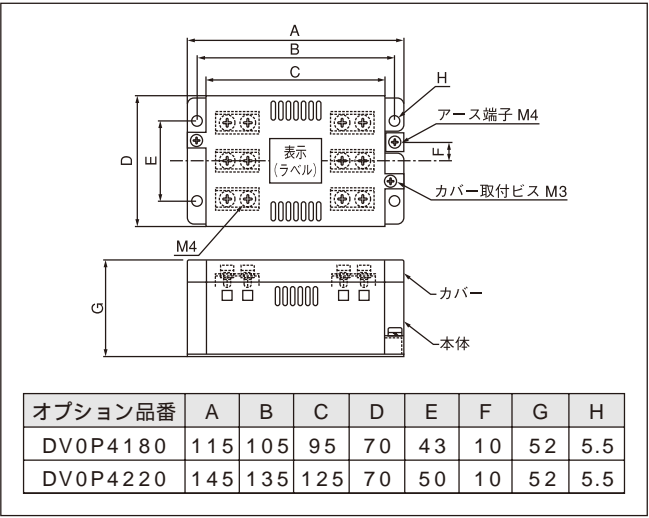 A
B
C
H
アース端子 M4
D
E
F
表示
(ラベル)
カバー取付ビス M3
M4
G
カバー
本体
オプション品番 A B C D E F G H
DV0P4180 115 105 95 70 43 10 52 5.5
DV0P4220 145 135 125 70 50 10 52 5.5